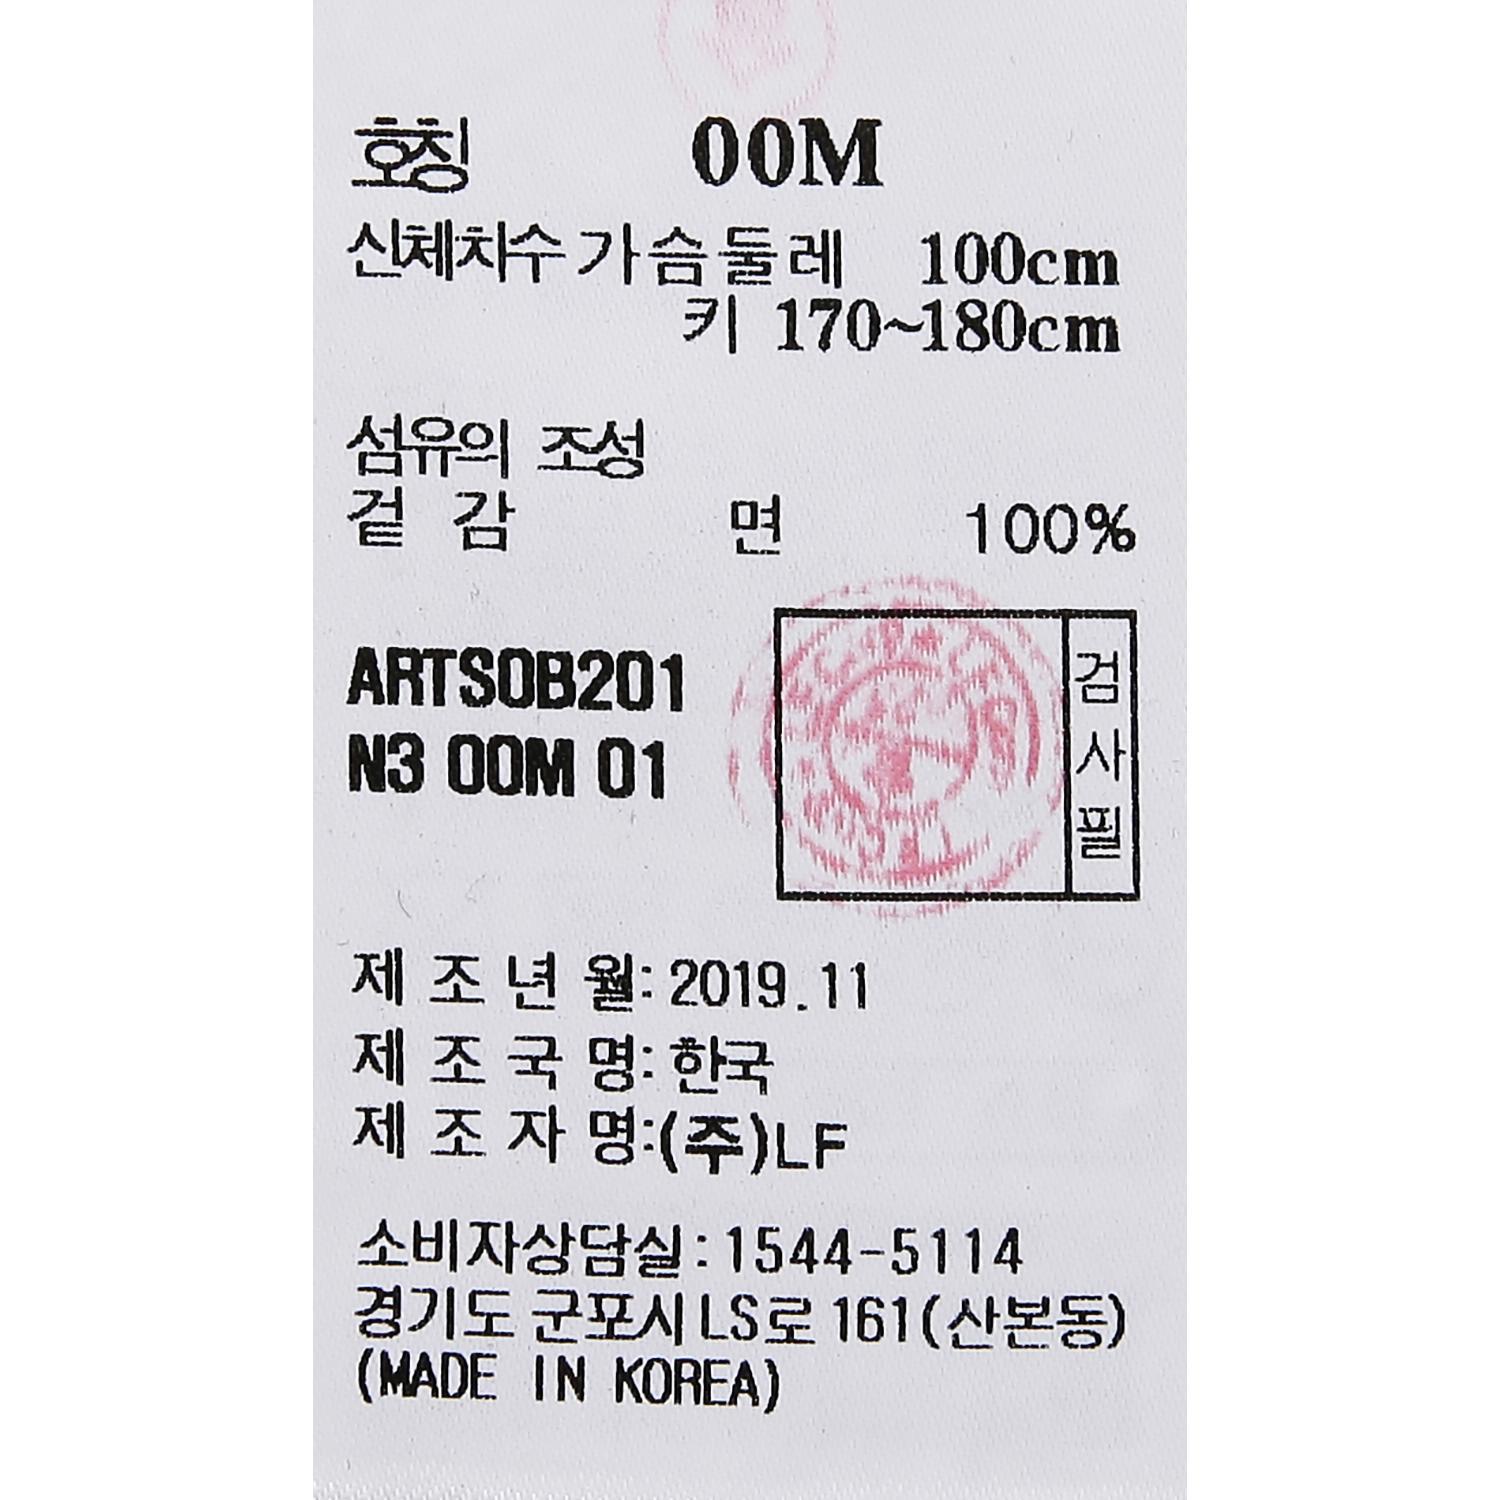 호칭 00M
신체치수 가슴둘레 100cm
키 170~180cm
섬유의 조성
겉 감 면 100%
ARTSOB201
N3 00M 01
검사필
제 조 년 월: 2019.11
제 조 국 명: 한국
제 조 자 명:(주)LF
소비자상담실:1544-5114
경기도 군포시 LS로 161(산본동)
(MADE IN KOREA)